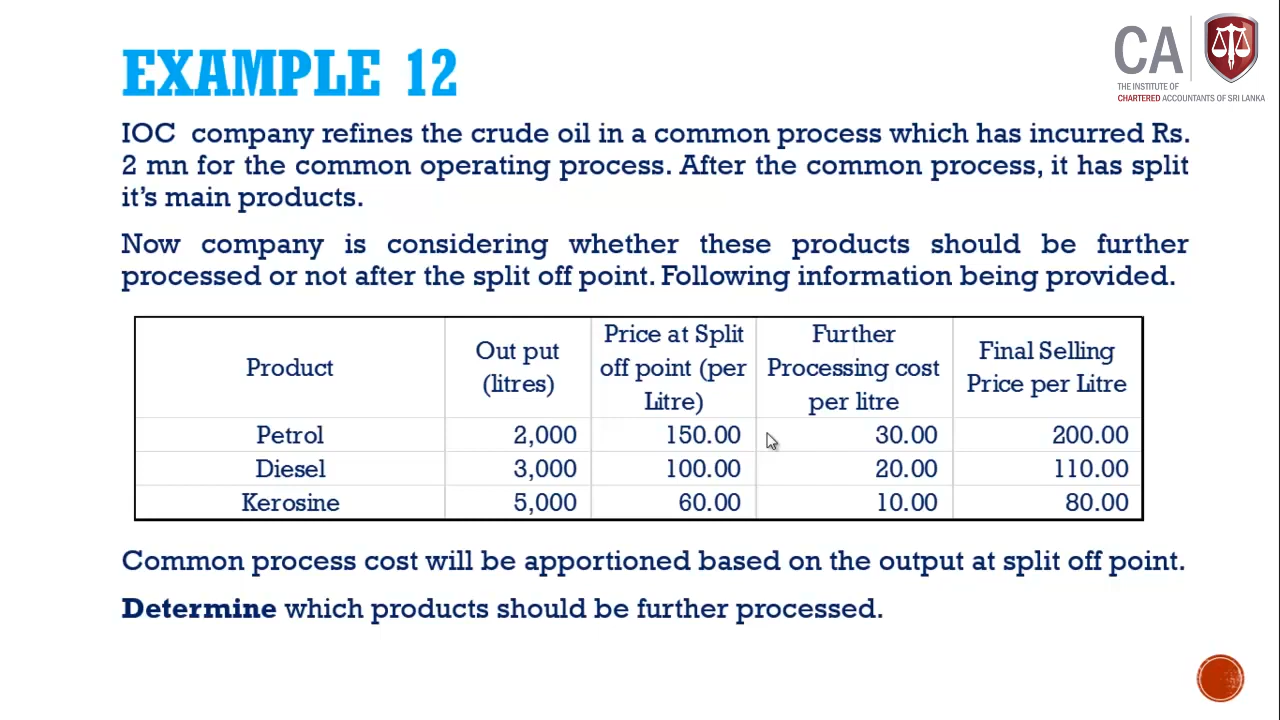 EXAMPLE 12
CA
THE INSTITUTE OF
CHARTERED ACCOUNTANTS OF SRI LANKA
IOC company refines the crude oil in a common process which has incurred Rs.
2 mn for the common operating process. After the common process, it has split
it's main products.
Now company is considering whether these products should be further
processed or not after the split off point. Following information being provided.
Product Out put (litres) Price at Split off point (per Litre) Further Processing cost per litre Final Selling Price per Litre
Petrol 2,000 150.00 30.00 200.00
Diesel 3,000 100.00 20.00 110.00
Kerosine 5,000 60.00 10.00 80.00
Common process cost will be apportioned based on the output at split off point.
Determine which products should be further processed.